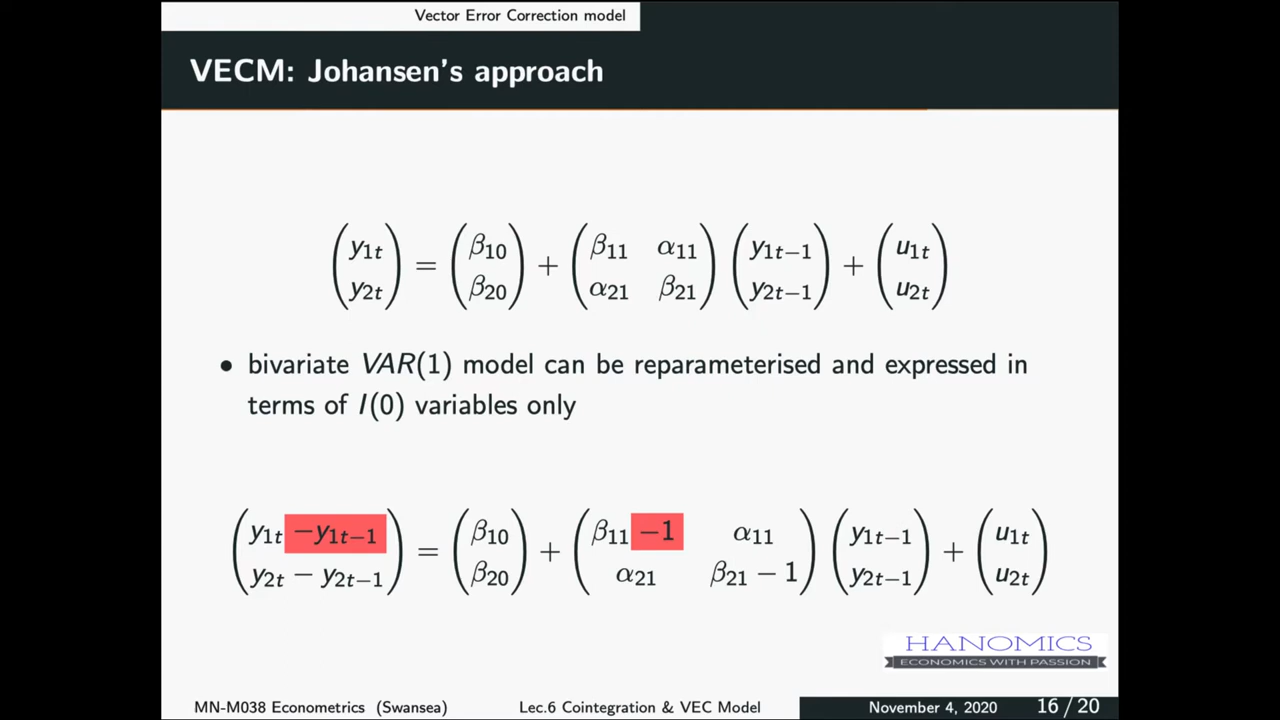 Vector Error Correction model
VECM: Johansen's approach
(y1t y2t) = (β10 β20) + (β11 α11 α21 β21) (y1t−1 y2t−1) + (u1t u2t)
• bivariate VAR(1) model can be reparameterised and expressed in
terms of I(0) variables only
(y1t −y1t−1 y2t − y2t−1) = (β10 β20) + (β11 −1 α11 α21 β21 − 1) (y1t−1 y2t−1) + (u1t u2t)
HANOMICS
ECONOMICS WITH PASSION
MN-M038 Econometrics (Swansea) Lec.6 Cointegration & VEC Model November 4, 2020 16 / 20